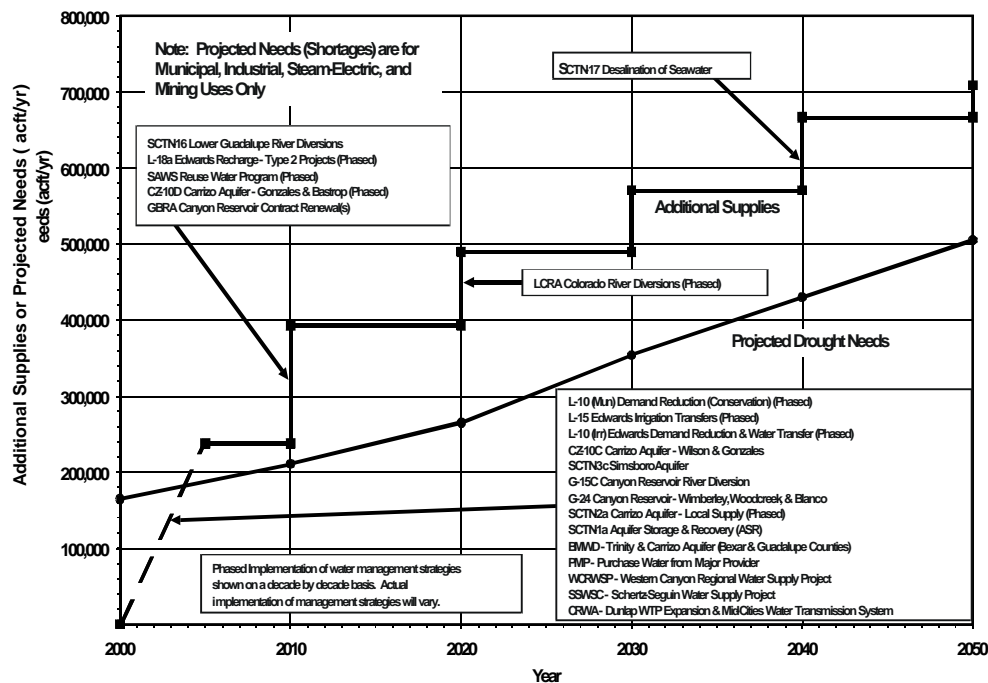 800,000
700,000
600,000
500,000
400,000
300,000
200,000
100,000
Additional Supplies or Projected Needs ( acft/yr)
eeds (acft/yr)
Note: Projected Needs (Shortages) are for
Municipal, Industrial, Steam-Electric, and
Mining Uses Only
SCTN17 Desalination of Seawater
SCTN16 Lower Guadalupe River Diversions
L-18a Edwards Recharge - Type 2 Projects (Phased)
SAWS Reuse Water Program (Phased)
CZ-10D Carrizo Aquifer - Gonzales & Bastrop (Phased)
GBRA Canyon Reservoir Contract Renewal(s)
Additional Supplies
LCRA Colorado River Diversions (Phased)
Projected Drought Needs
L-10 (Mun) Demand Reduction (Conservation) (Phased)
L-15 Edwards Irrigation Transfers (Phased)
L-10 (Irr) Edwards Demand Reduction & Water Transfer (Phased)
CZ-10C Carrizo Aquifer - Wilson & Gonzales
SCTN3c Simsboro Aquifer
G-15C Canyon Reservoir River Diversion
G-24 Canyon Reservoir - Wimberley, Woodcreek, & Blanco
SCTN2a Carrizo Aquifer - Local Supply (Phased)
SCTN1a Aquifer Storage & Recovery (ASR)
BMWD - Trinity & Carrizo Aquifer (Bexar & Guadalupe Counties)
PMP - Purchase Water from Major Provider
WCRWSP - Western Canyon Regional Water Supply Project
SSWSC - Schertz-Seguin Water Supply Project
CRWA - Dunlap WTP Expansion & Mid-Cities Water Transmission System
Phased Implementation of water management strategies
shown on a decade by decade basis. Actual
implementation of management strategies will vary.
2000
2010
2020
2030
2040
2050
Year